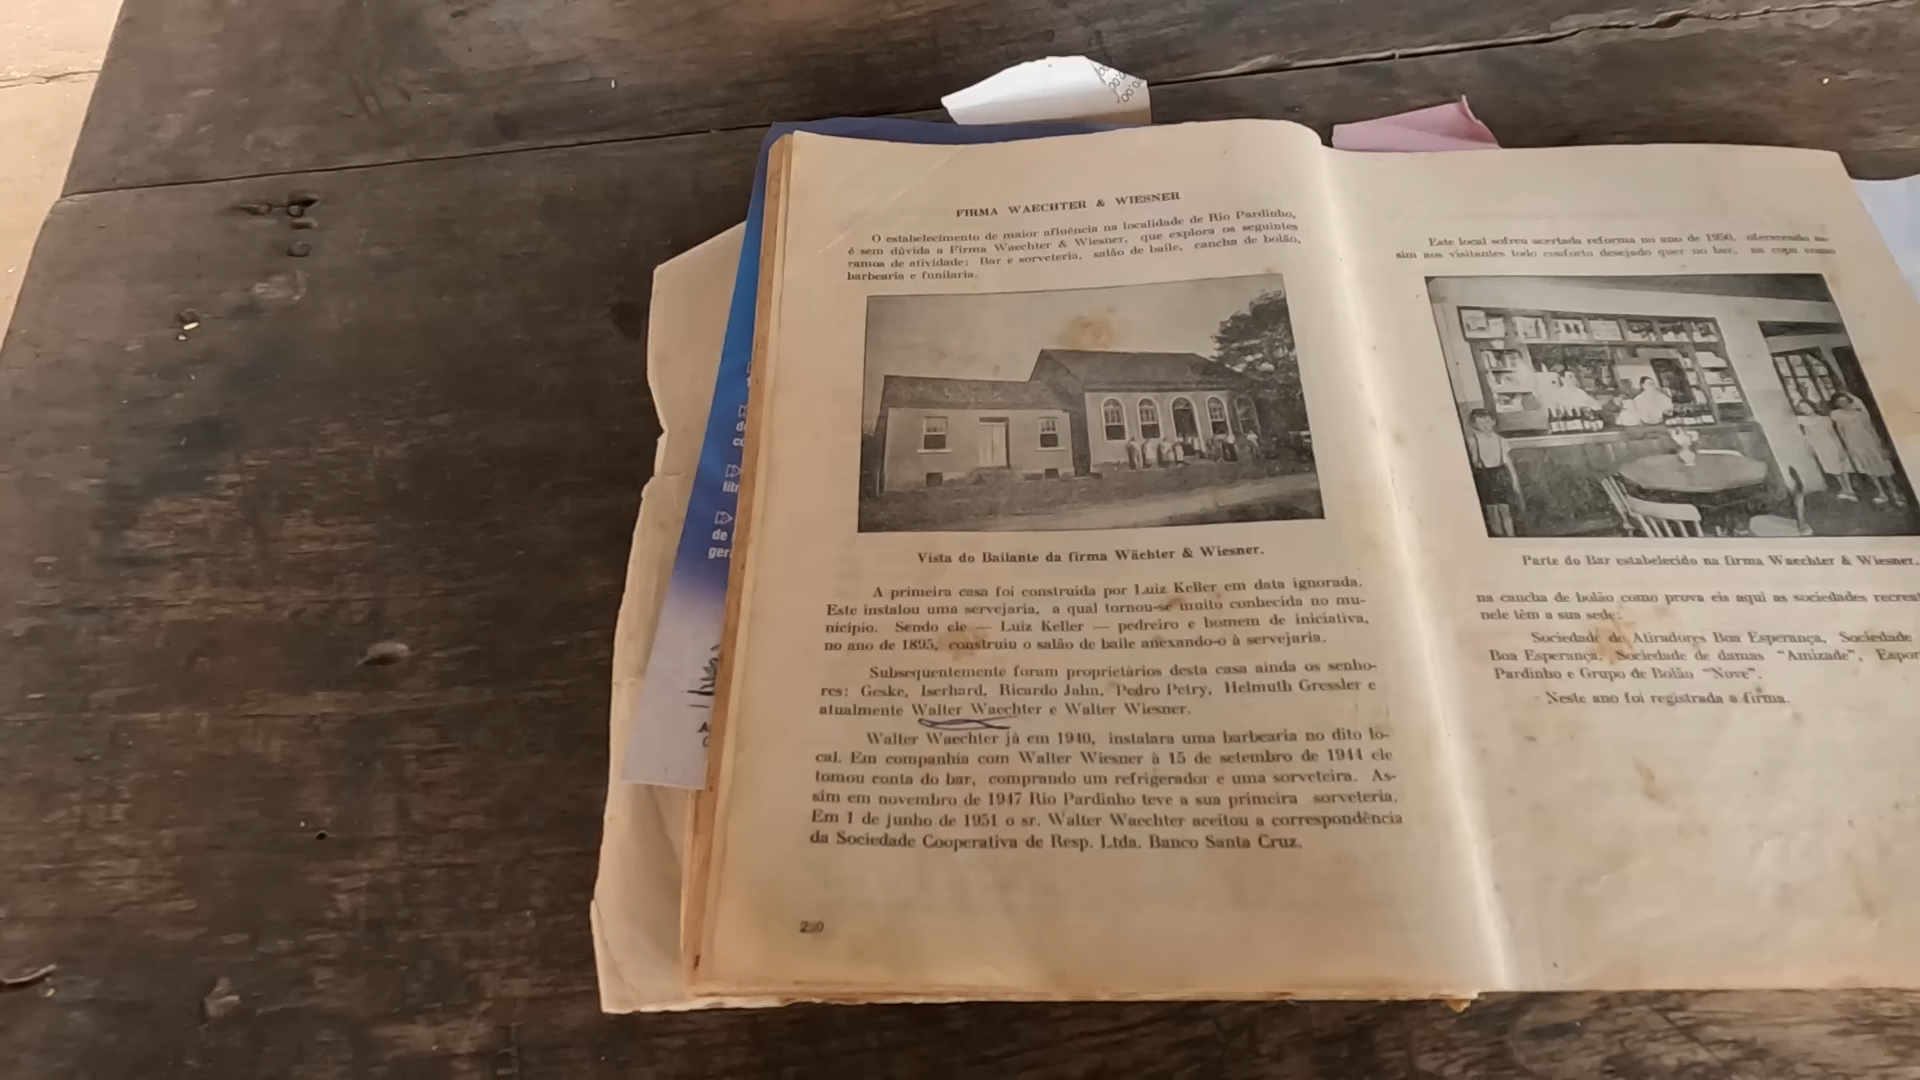 FIRMA WAECHTER & WIESNER
O estabelecimento de maior afluência na localidade de Rio Pardinho,
é sem dúvida a Firma Waechter & Wiesner, que explora os seguintes
ramos de atividade: Bar e sorveteria, salão de baile, cancha de bolão,
barbearia e funilaria.
Vista do Bailante da firma Wächter & Wiesner.
A primeira casa foi construida por Luiz Keller em data ignorada.
Este instalou uma servejaria, a qual tornou-se muito conhecida no mu-
nicípio. Sendo ele — Luiz Keller — pedreiro e homem de iniciativa,
no ano de 1895, construiu o salão de baile anexando-o à servejaria.
Subsequentemente foram proprietários desta casa ainda os senho-
res: Geske, Iserhard, Ricardo Jahn, Pedro Petry, Helmuth Gressler e
atualmente Walter Waechter e Walter Wiesner.
Walter Waechter já em 1940, instalara uma barbearia no dito lo-
cal. Em companhia com Walter Wiesner à 15 de setembro de 1944 ele
tomou conta do bar, comprando um refrigerador e uma sorveteira. As-
sim em novembro de 1947 Rio Pardinho teve a sua primeira sorveteria.
Em 1 de junho de 1951 o sr. Walter Waechter aceitou a correspondência
da Sociedade Cooperativa de Resp. Ltda. Banco Santa Cruz.
Este local sofreu acertada reforma no ano de 1950, oferecendo as-
sim aos visitantes todo conforto desejado quer no bar, na copa como
Parte do Bar estabelecido na firma Waechter & Wiesner.
na cancha de bolão como prova eis aqui as sociedades recreat
nele têm a sua sede:
Sociedade de Atiradores Boa Esperança, Sociedade
Boa Esperança, Sociedade de damas “Amizade”, Espor
Pardinho e Grupo de Bolão “Nove”.
Neste ano foi registrada a firma.